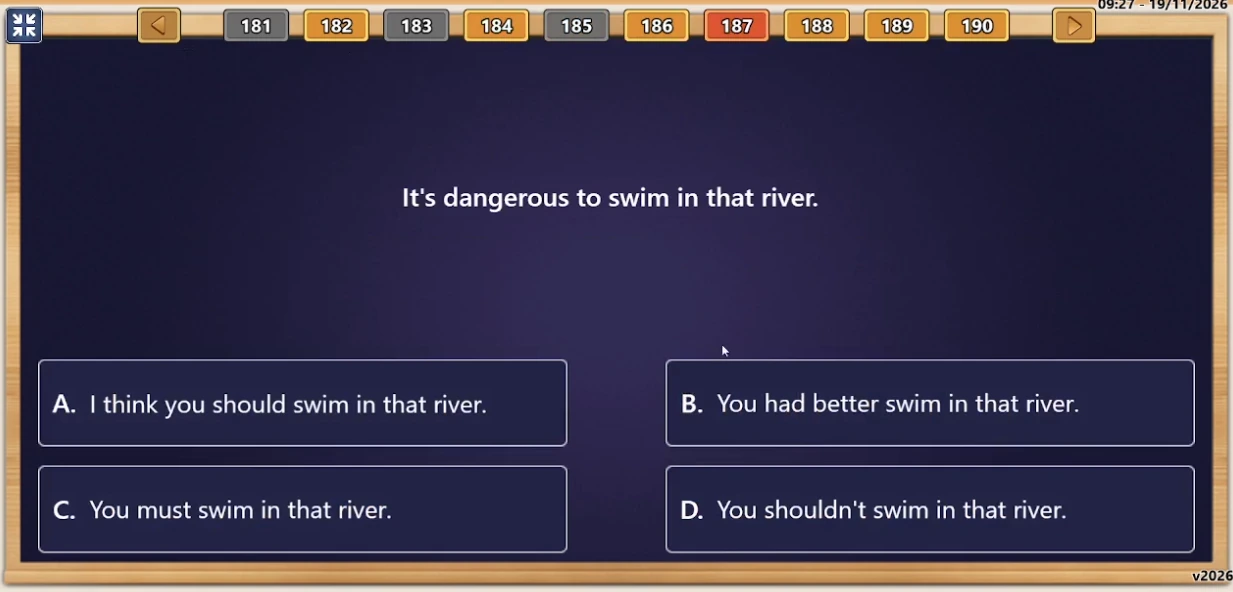 09:27 - 19/11/2026
181 182 183 184 185 186 187 188 189 190
It's dangerous to swim in that river.
A. I think you should swim in that river.
B. You had better swim in that river.
C. You must swim in that river.
D. You shouldn't swim in that river.
v2026